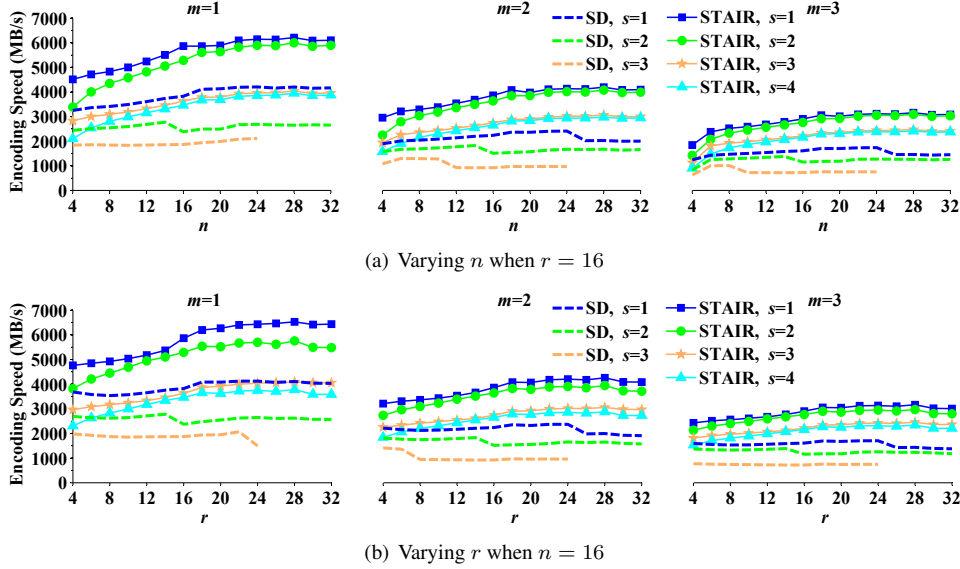 m=1
m=2
m=3
SD, s=1
SD, s=2
SD, s=3
STAIR, s=1
STAIR, s=2
STAIR, s=3
STAIR, s=4
Encoding Speed (MB/s)
7000
6000
5000
4000
3000
2000
1000
0
4 8 12 16 20 24 28 32
4 8 12 16 20 24 28 32
4 8 12 16 20 24 28 32
n
n
n
(a) Varying n when r = 16
m=1
m=2
m=3
SD, s=1
SD, s=2
SD, s=3
STAIR, s=1
STAIR, s=2
STAIR, s=3
STAIR, s=4
Encoding Speed (MB/s)
7000
6000
5000
4000
3000
2000
1000
0
4 8 12 16 20 24 28 32
4 8 12 16 20 24 28 32
4 8 12 16 20 24 28 32
r
r
r
(b) Varying r when n = 16